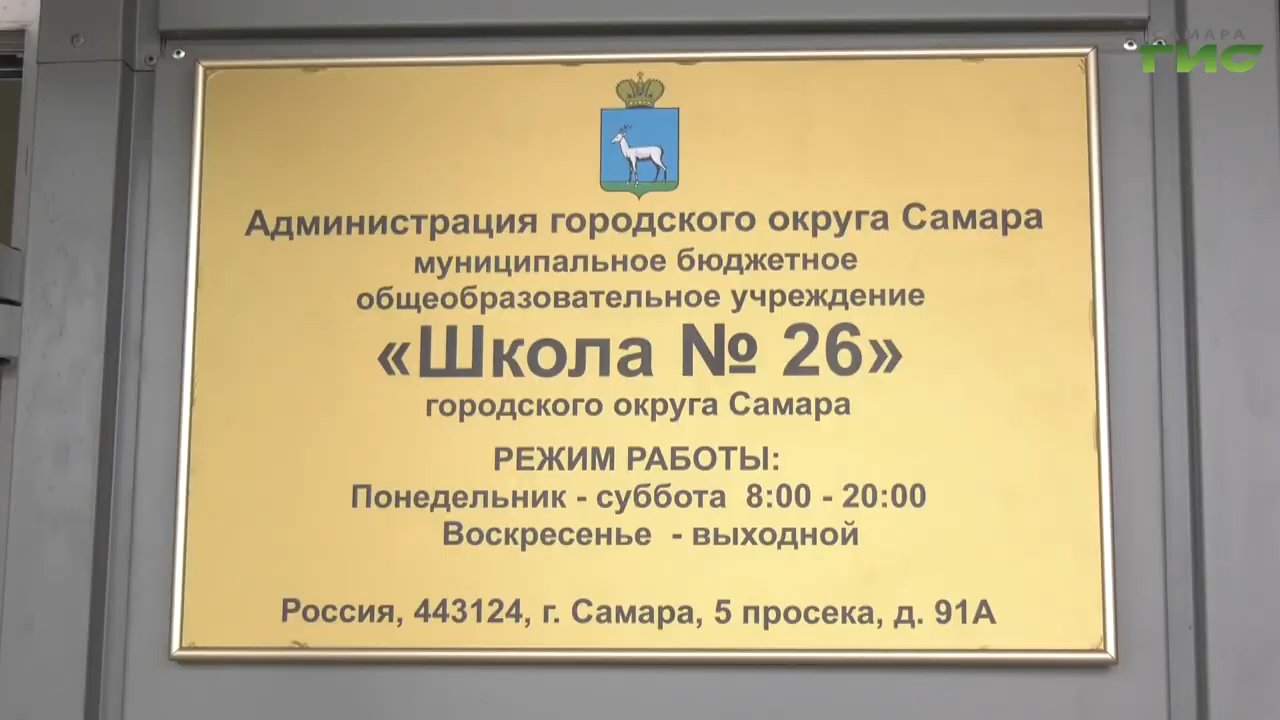 САМАРА
ГИС
Администрация городского округа Самара
муниципальное бюджетное
общеобразовательное учреждение
«Школа № 26»
городского округа Самара
РЕЖИМ РАБОТЫ:
Понедельник - суббота 8:00 - 20:00
Воскресенье - выходной
Россия, 443124, г. Самара, 5 просека, д. 91А